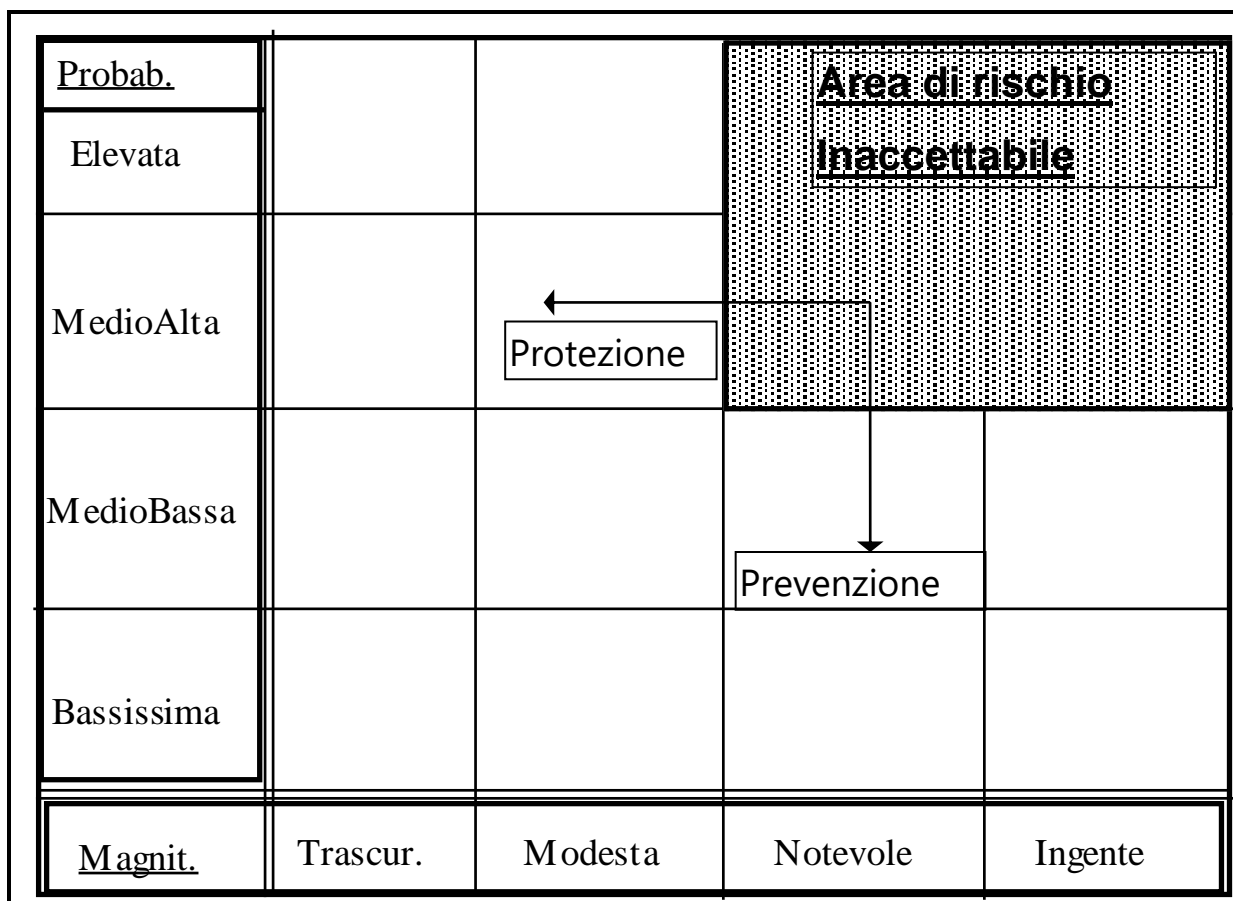 Probab.
Area di rischio
Inaccettabile
Elevata
MedioAlta
Protezione
MedioBassa
Prevenzione
Bassissima
Magnit.
Trascur.
Modesta
Notevole
Ingente